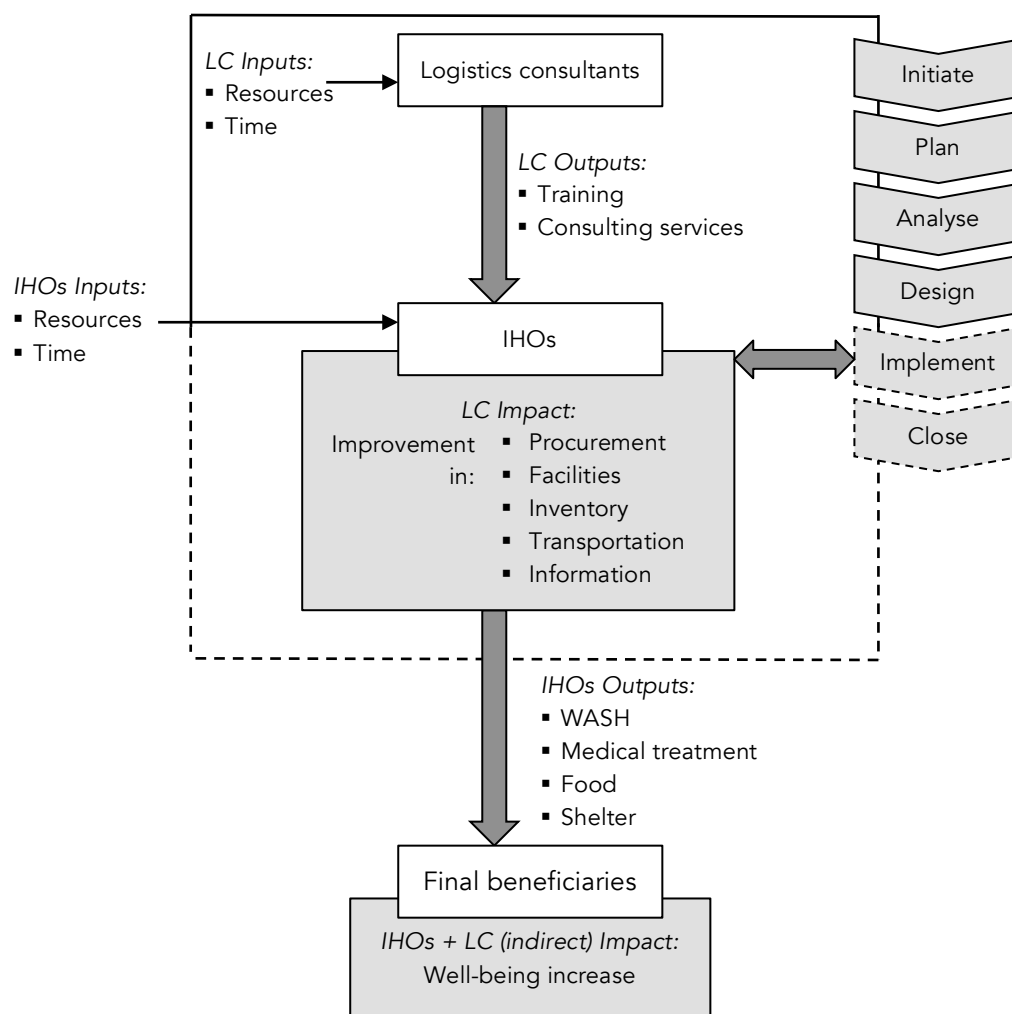 LC Inputs:
▪ Resources
▪ Time
Logistics consultants
LC Outputs:
▪ Training
▪ Consulting services
IHOs Inputs:
▪ Resources
▪ Time
IHOs
LC Impact:
Improvement
in:
▪ Procurement
▪ Facilities
▪ Inventory
▪ Transportation
▪ Information
IHOs Outputs:
▪ WASH
▪ Medical treatment
▪ Food
▪ Shelter
Final beneficiaries
IHOs + LC (indirect) Impact:
Well-being increase
Initiate
Plan
Analyse
Design
Implement
Close